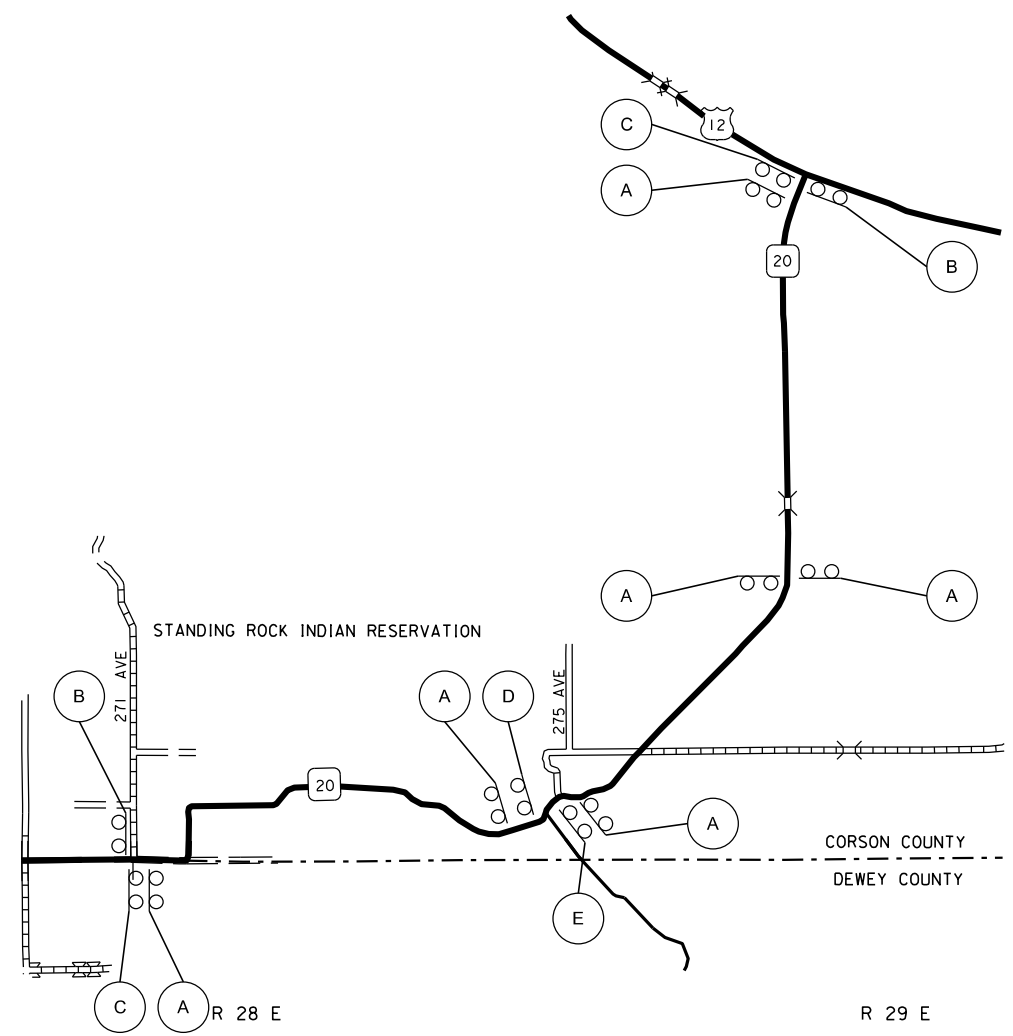 12
C
A
20
B
A
A
STANDING ROCK INDIAN RESERVATION
271 AVE
275 AVE
B
A
D
20
A
CORSON COUNTY
DEWEY COUNTY
E
C
A
R 28 E
R 29 E